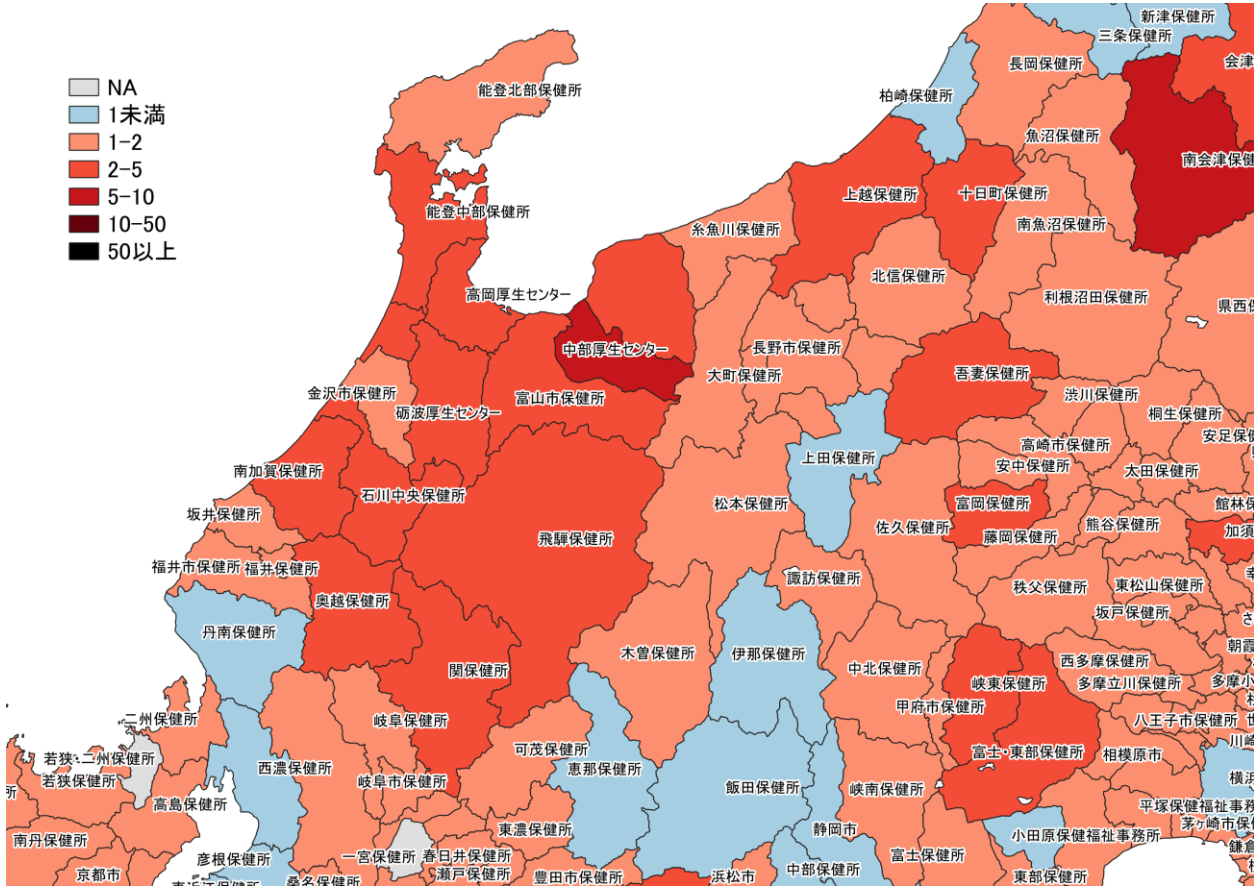 NA
1未満
1-2
2-5
5-10
10-50
50以上
新津保健所
三条保健所
長岡保健所
会津
能登北部保健所
柏崎保健所
魚沼保健所
南会津保健
上越保健所
十日町保健所
能登中部保健所
南魚沼保健所
糸魚川保健所
北信保健所
高岡厚生センター
利根沼田保健所
県西保
中部厚生センター
長野市保健所
大町保健所
吾妻保健所
金沢市保健所
富山市保健所
渋川保健所
砺波厚生センター
桐生保健所
高崎市保健所
安足保健
上田保健所
安中保健所
太田保健所
南加賀保健所
石川中央保健所
松本保健所
富岡保健所
館林保
坂井保健所
佐久保健所
熊谷保健所
加須
飛騨保健所
藤岡保健所
福井市保健所
福井保健所
諏訪保健所
秩父保健所
東松山保健所
幸
奥越保健所
坂戸保健所
さ
丹南保健所
木曽保健所
伊那保健所
中北保健所
西多摩保健所
朝霞
関保健所
峡東保健所
多摩立川保健所
多摩小
甲府市保健所
二州保健所
岐阜保健所
八王子市保健所
世
可茂保健所
富士・東部保健所
相模原市
川崎
若狭・二州保健所
西濃保健所
恵那保健所
若狭保健所
岐阜市保健所
飯田保健所
峡南保健所
横浜
所
高島保健所
平塚保健福祉事務
東濃保健所
静岡市
小田原保健福祉事務所
茅ヶ崎市保
南丹保健所
彦根保健所
一宮保健所
春日井保健所
富士保健所
鎌倉
京都市
瀬戸保健所
豊田市保健所
浜松市
中部保健所
東部保健所
東近江保健所
桑名保健所